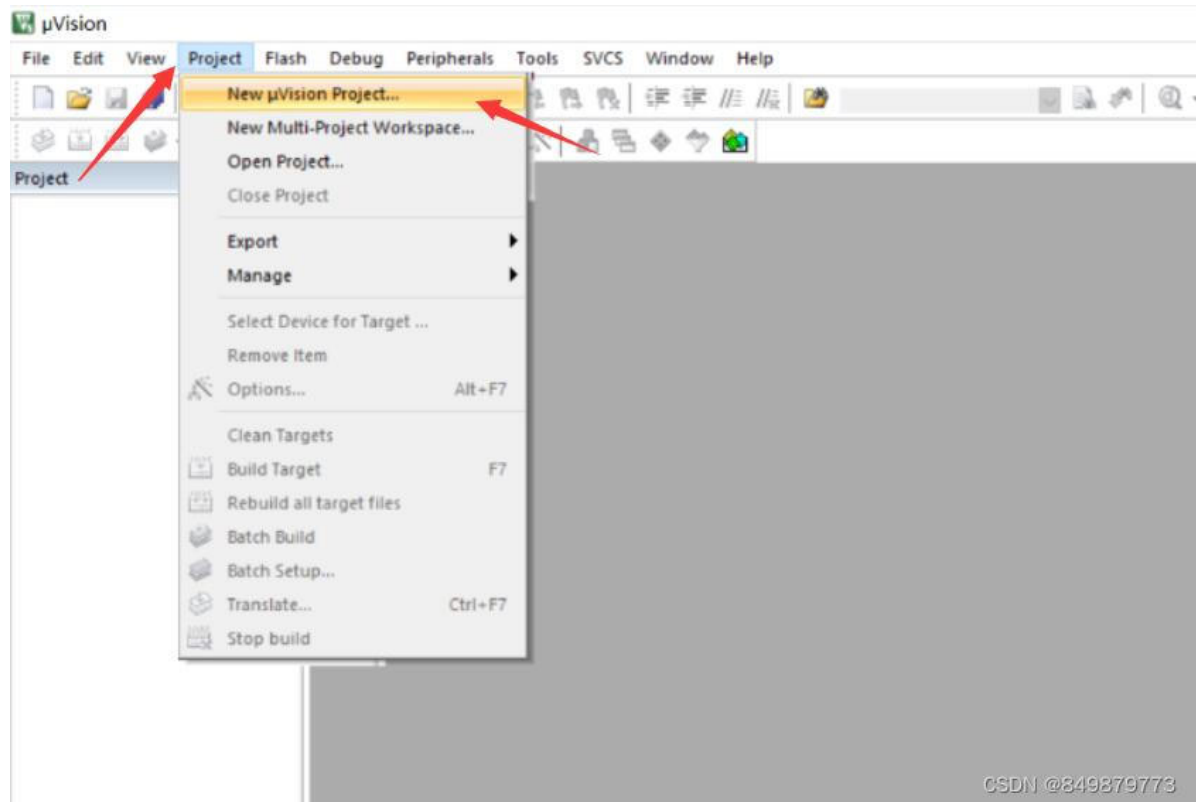 µVision
File Edit View Project Flash Debug Peripherals Tools SVCS Window Help
New µVision Project...
New Multi-Project Workspace...
Open Project...
Close Project
Project
Export
Manage
Select Device for Target ...
Remove Item
Options... Alt+F7
Clean Targets
Build Target F7
Rebuild all target files
Batch Build
Batch Setup...
Translate... Ctrl+F7
Stop build
CSDN @849879773